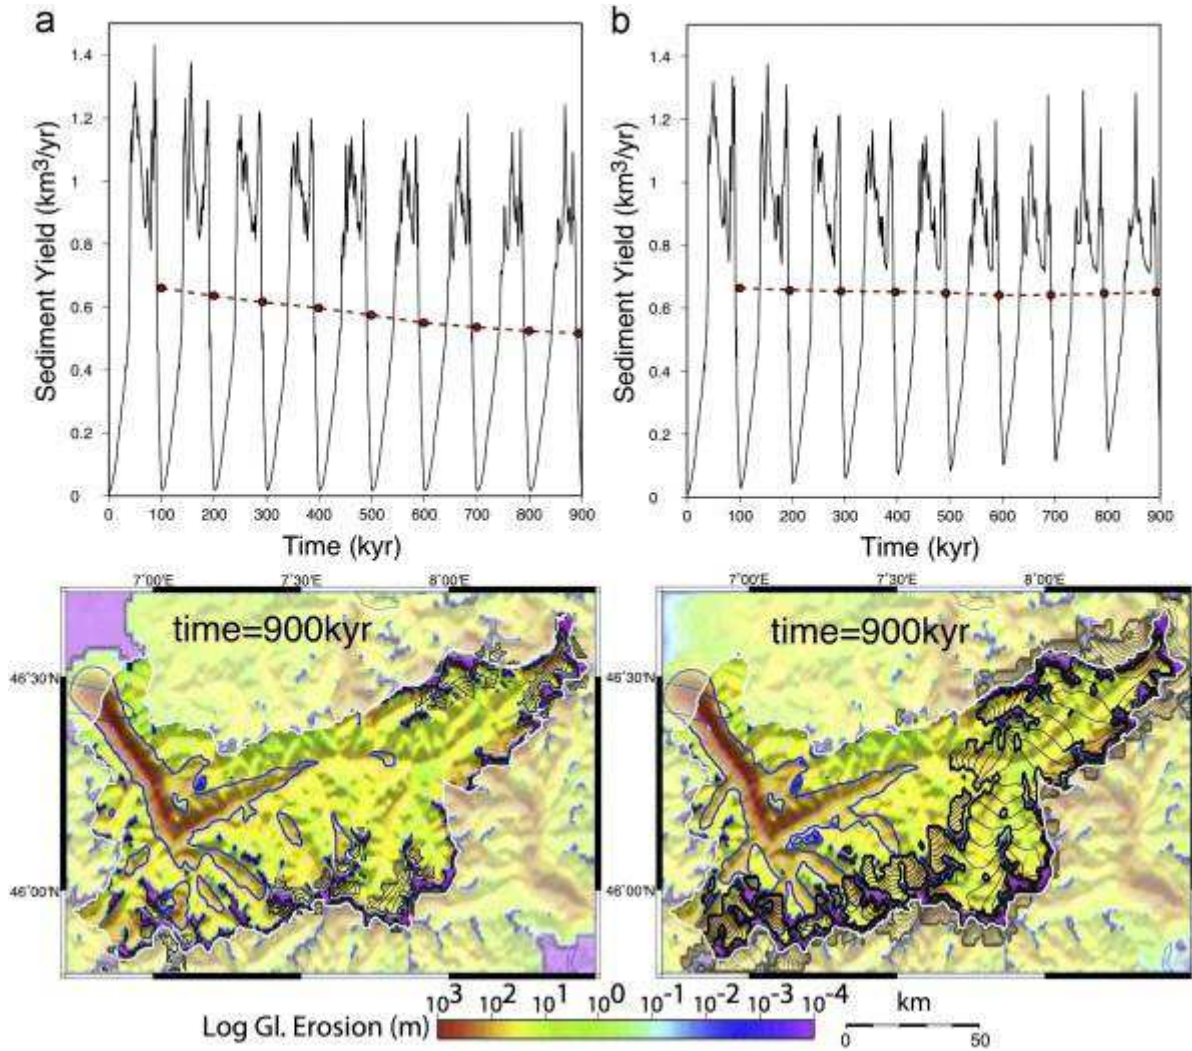 a
b
Sediment Yield (km³/yr)
1.4
1.2
1
0.8
0.6
0.4
0.2
0
0 100 200 300 400 500 600 700 800 900
Time (kyr)
Sediment Yield (km³/yr)
1.4
1.2
1
0.8
0.6
0.4
0.2
0
0 100 200 300 400 500 600 700 800 900
Time (kyr)
7˚00'E 7˚30'E 8˚00'E
time=900kyr
46˚30'N
46˚00'N
7˚00'E 7˚30'E 8˚00'E
time=900kyr
46˚30'N
46˚00'N
Log Gl. Erosion (m)
10³ 10² 10¹ 10⁰ 10⁻¹ 10⁻² 10⁻³ 10⁻⁴
km
0 50